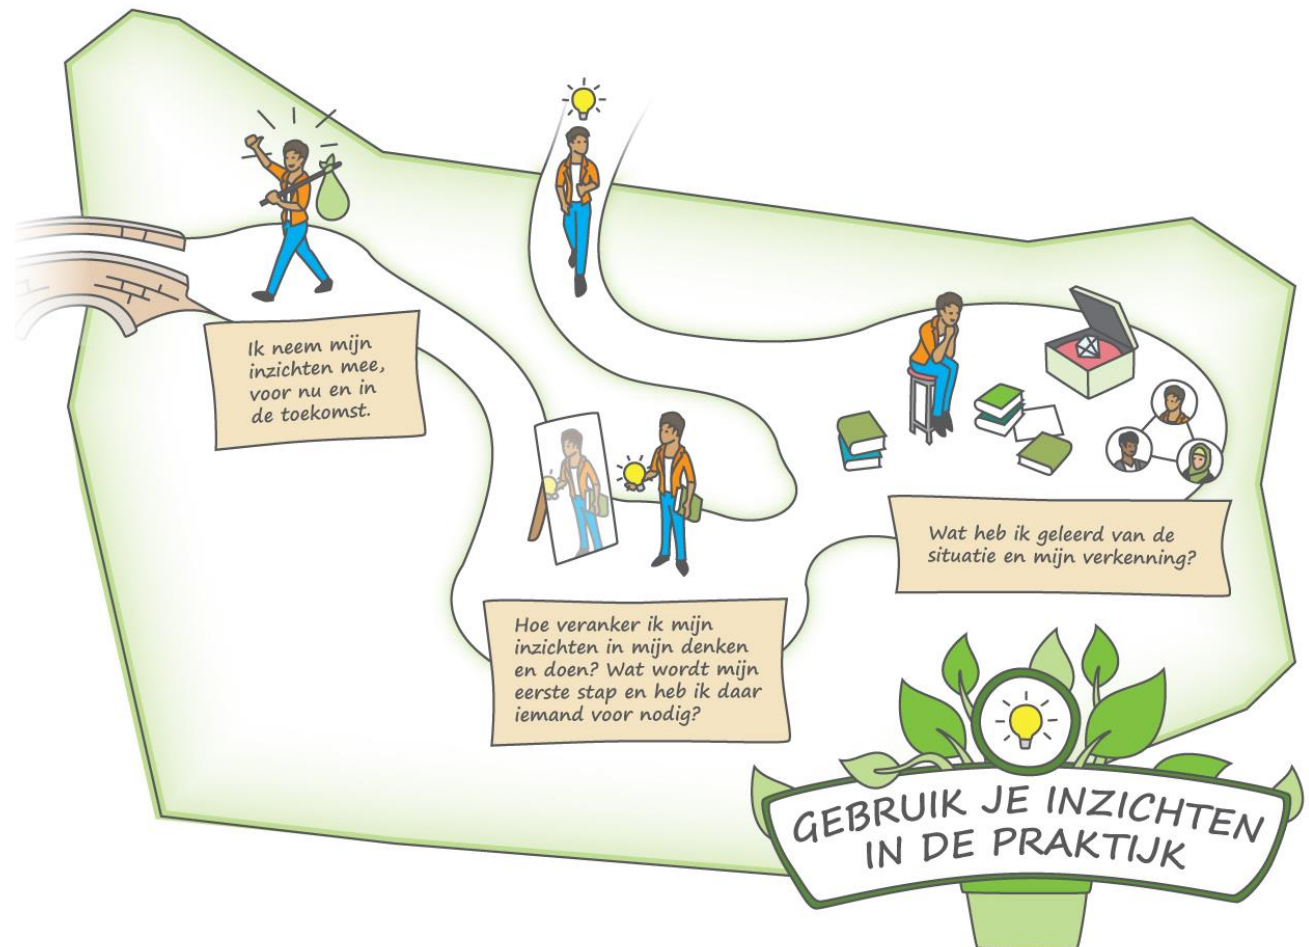 Ik neem mijn
inzichten mee,
voor nu en in
de toekomst.
Wat heb ik geleerd van de
situatie en mijn verkenning?
Hoe veranker ik mijn
inzichten in mijn denken
en doen? Wat wordt mijn
eerste stap en heb ik daar
iemand voor nodig?
GEBRUIK JE INZICHTEN
IN DE PRAKTIJK